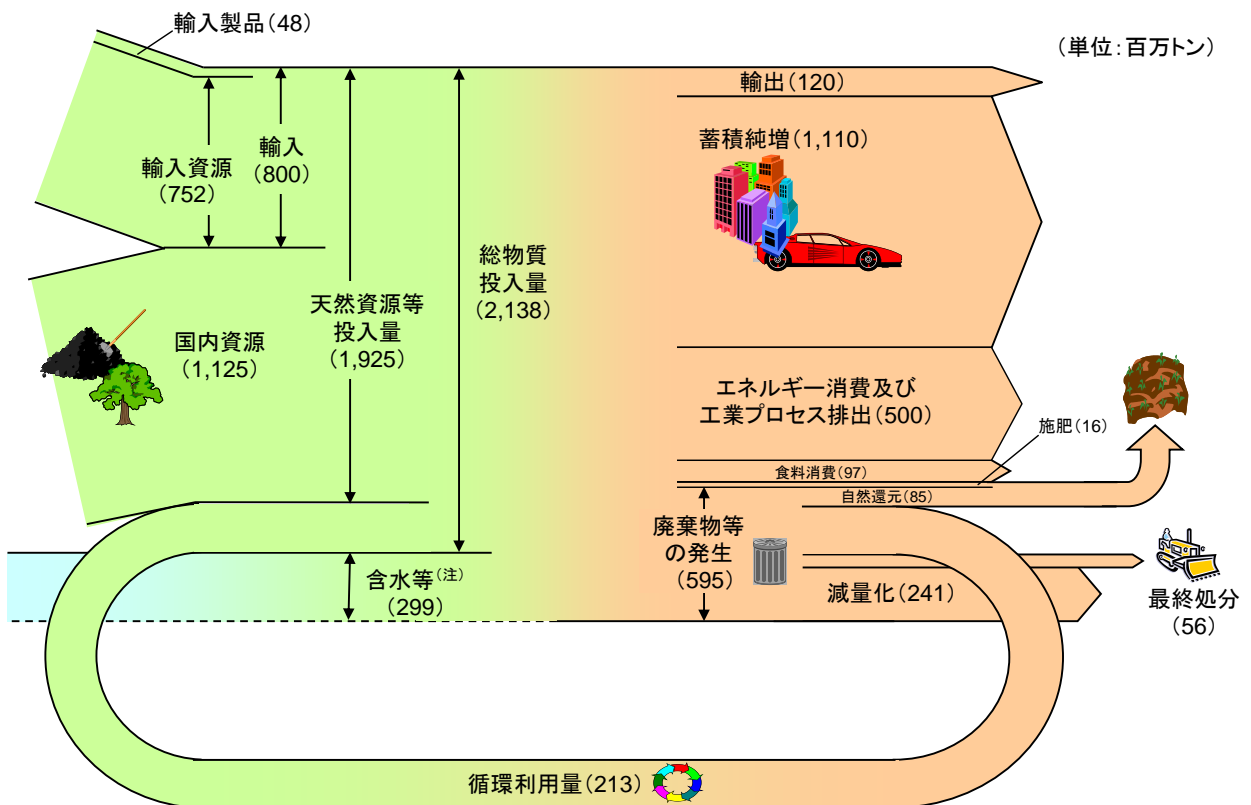 輸入製品(48)
(単位:百万トン)
輸入資源
(752)
輸入
(800)
国内資源
(1,125)
天然資源等
投入量
(1,925)
総物質
投入量
(2,138)
含水等(注)
(299)
輸出(120)
蓄積純増(1,110)
エネルギー消費及び
工業プロセス排出(500)
施肥(16)
食料消費(97)
自然還元(85)
廃棄物等
の発生
(595)
減量化(241)
最終処分
(56)
循環利用量(213)